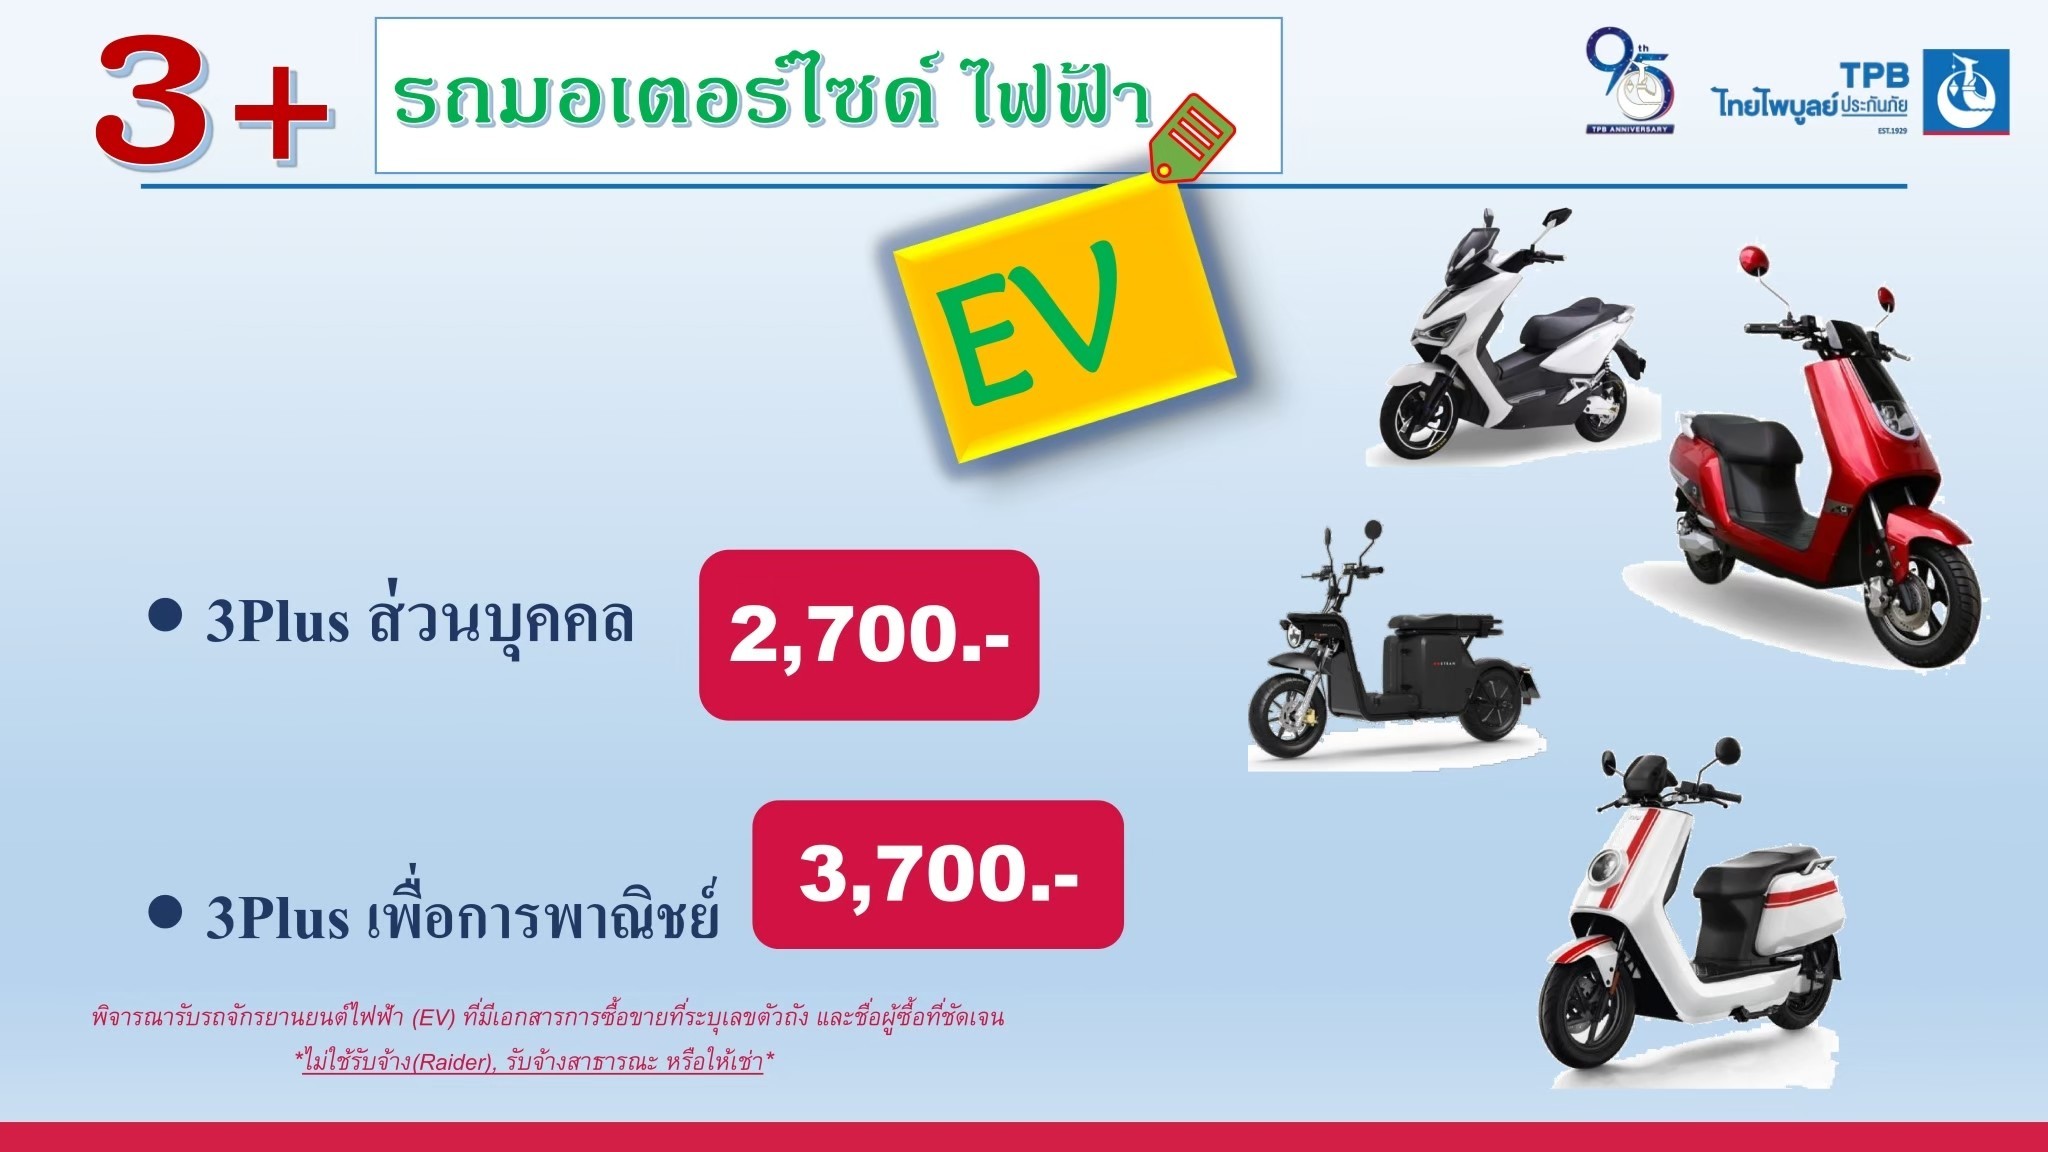 3+
รถมอเตอร์ไซด์ ไฟฟ้า
95th
TPB ANNIVERSARY
TPB
ไทยไพบูลย์ประกันภัย
EST.1929
EV
3Plus ส่วนบุคคล
2,700.-
3Plus เพื่อการพาณิชย์
3,700.-
พิจารณารับรถจักรยานยนต์ไฟฟ้า (EV) ที่มีเอกสารการซื้อขายที่ระบุเลขตัวถัง และชื่อผู้ซื้อที่ชัดเจน
*ไม่ใช้รับจ้าง(Raider), รับจ้างสาธารณะ หรือให้เช่า*